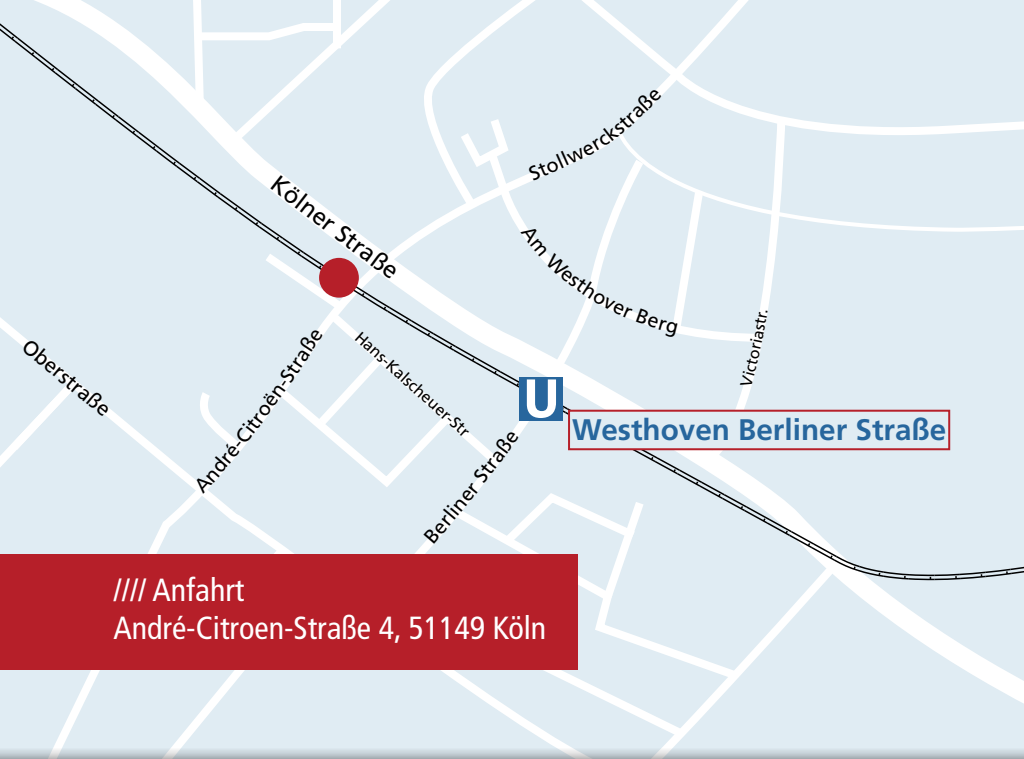 Stollwerckstraße
Kölner Straße
Am Westhover Berg
Victoriastr.
Oberstraße
André-Citroën-Straße
Hans-Kalscheuer-Str
U
Westhoven Berliner Straße
Berliner Straße
//// Anfahrt
André-Citroen-Straße 4, 51149 Köln